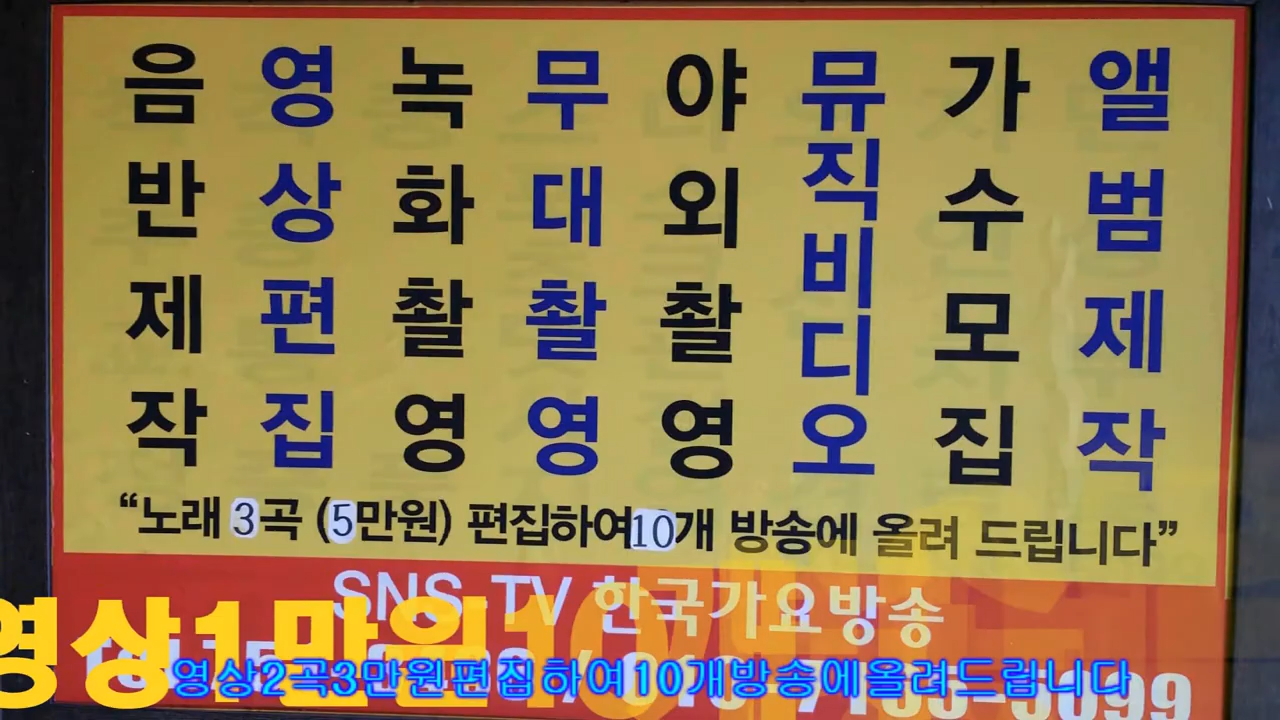 음반제작
영상편집
녹화촬영
무대촬영
야외촬영
뮤직비디오
가수모집
앨범제작
“노래 3곡 (5만원) 편집하여 10개 방송에 올려 드립니다”
SNS-TV 한국가요방송
영상1만원10개
영상2곡3만원편집하여10개방송에올려드립니다